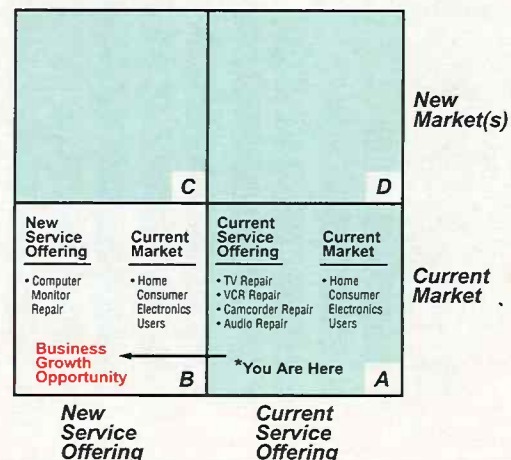 C
D
New
Market(s)
New
Service
Offering
Current
Market
• Computer
Monitor
Repair
• Home
Consumer
Electronics
Users
Business
Growth
Opportunity
B
Current
Service
Offering
Current
Market
• TV Repair
• VCR Repair
• Camcorder Repair
• Audio Repair
• Home
Consumer
Electronics
Users
*You Are Here
A
Current
Market
New
Service
Offering
Current
Service
Offering